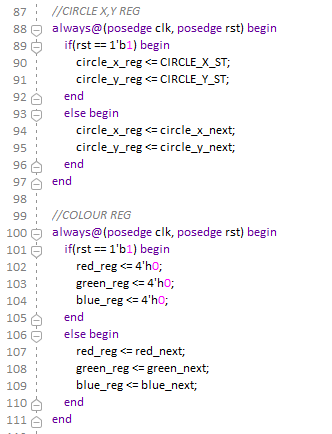 87 //CIRCLE X,Y REG
88 always@(posedge clk, posedge rst) begin
89 if(rst == 1'b1) begin
90 circle_x_reg <= CIRCLE_X_ST;
91 circle_y_reg <= CIRCLE_Y_ST;
92 end
93 else begin
94 circle_x_reg <= circle_x_next;
95 circle_y_reg <= circle_y_next;
96 end
97 end
98
99 //COLOUR REG
100 always@(posedge clk, posedge rst) begin
101 if(rst == 1'b1) begin
102 red_reg <= 4'h0;
103 green_reg <= 4'h0;
104 blue_reg <= 4'h0;
105 end
106 else begin
107 red_reg <= red_next;
108 green_reg <= green_next;
109 blue_reg <= blue_next;
110 end
111 end